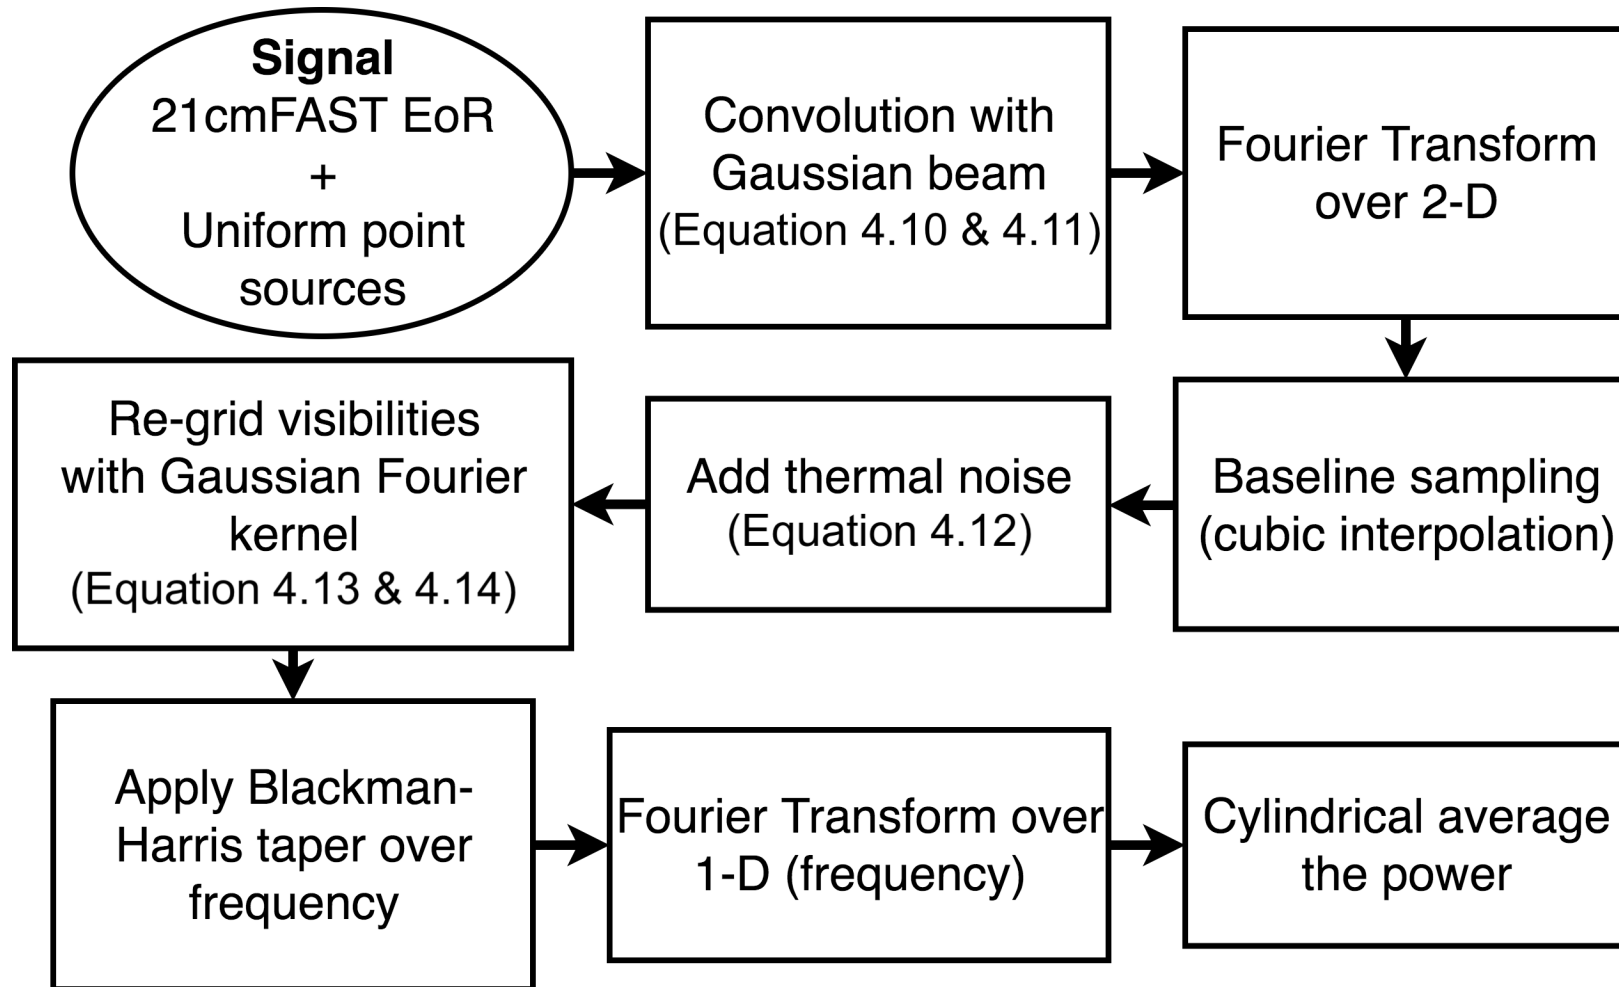 Signal
21cmFAST EoR
+
Uniform point
sources
Convolution with
Gaussian beam
(Equation 4.10 & 4.11)
Fourier Transform
over 2-D
Baseline sampling
(cubic interpolation)
Add thermal noise
(Equation 4.12)
Re-grid visibilities
with Gaussian Fourier
kernel
(Equation 4.13 & 4.14)
Apply Blackman-
Harris taper over
frequency
Fourier Transform over
1-D (frequency)
Cylindrical average
the power